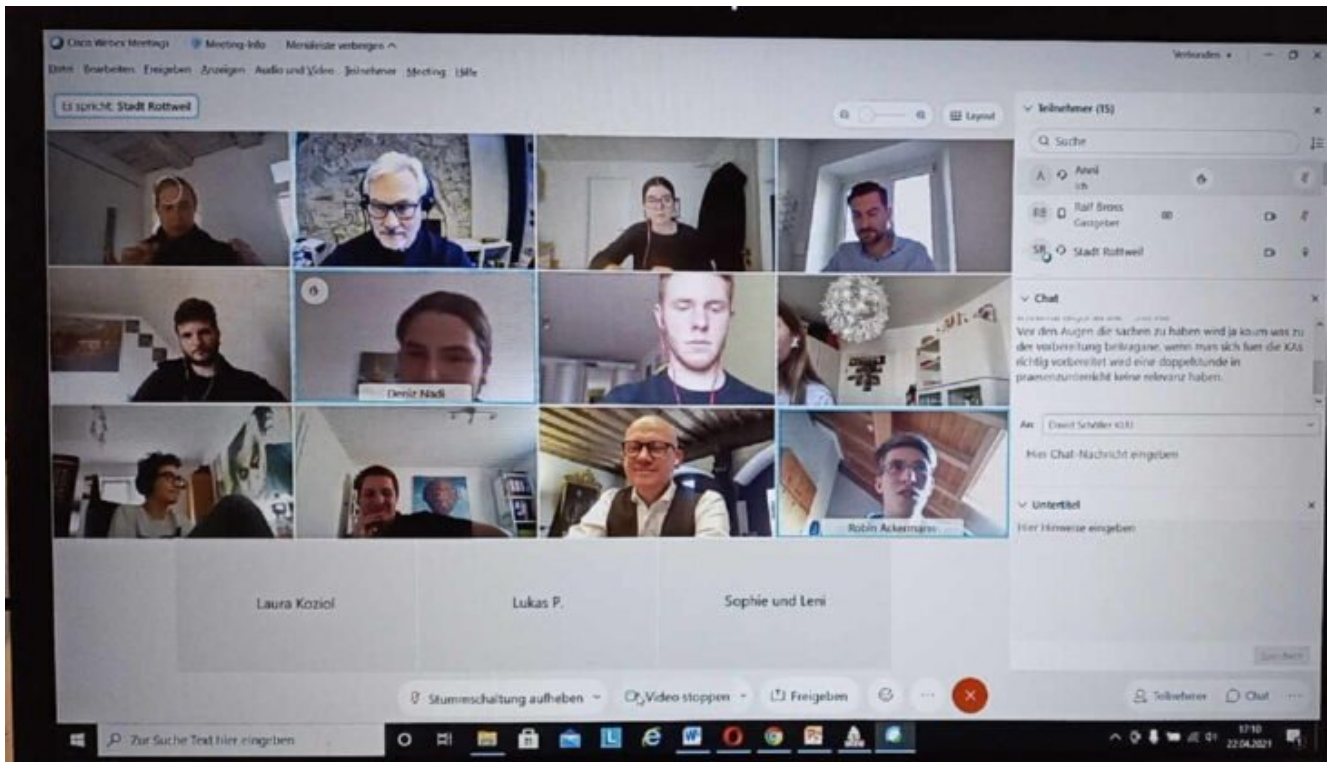 Cisco Webex Meetings Meeting-Info Menüleiste verbergen
Datei Bearbeiten Freigeben Anzeigen Audio und Video Teilnehmer Meeting Hilfe
Verbunden
Es spricht: Stadt Rottweil
Layout
Deniz Nadi
Robin Ackermann
Laura Koziol
Lukas P.
Sophie und Leni
Teilnehmer (15)
Suche
A Anni
Ich
RB Ralf Bross
Gastgeber
SR Stadt Rottweil
Chat
Vor den Augen die sachen zu haben wird ja kaum was zu
der vorbereitung beitragane, wenn man sich fuer die KAs
richtig vorbereitet wird eine doppelstunde in
praesenzunterricht keine relevanz haben.
An: David
Hier Chat-Nachricht eingeben
Untertitel
Hier Hinweise eingeben
Stummschaltung aufheben Video stoppen Freigeben
Teilnehmer Chat
Zur Suche Text hier eingeben
17:10
22.04.2021